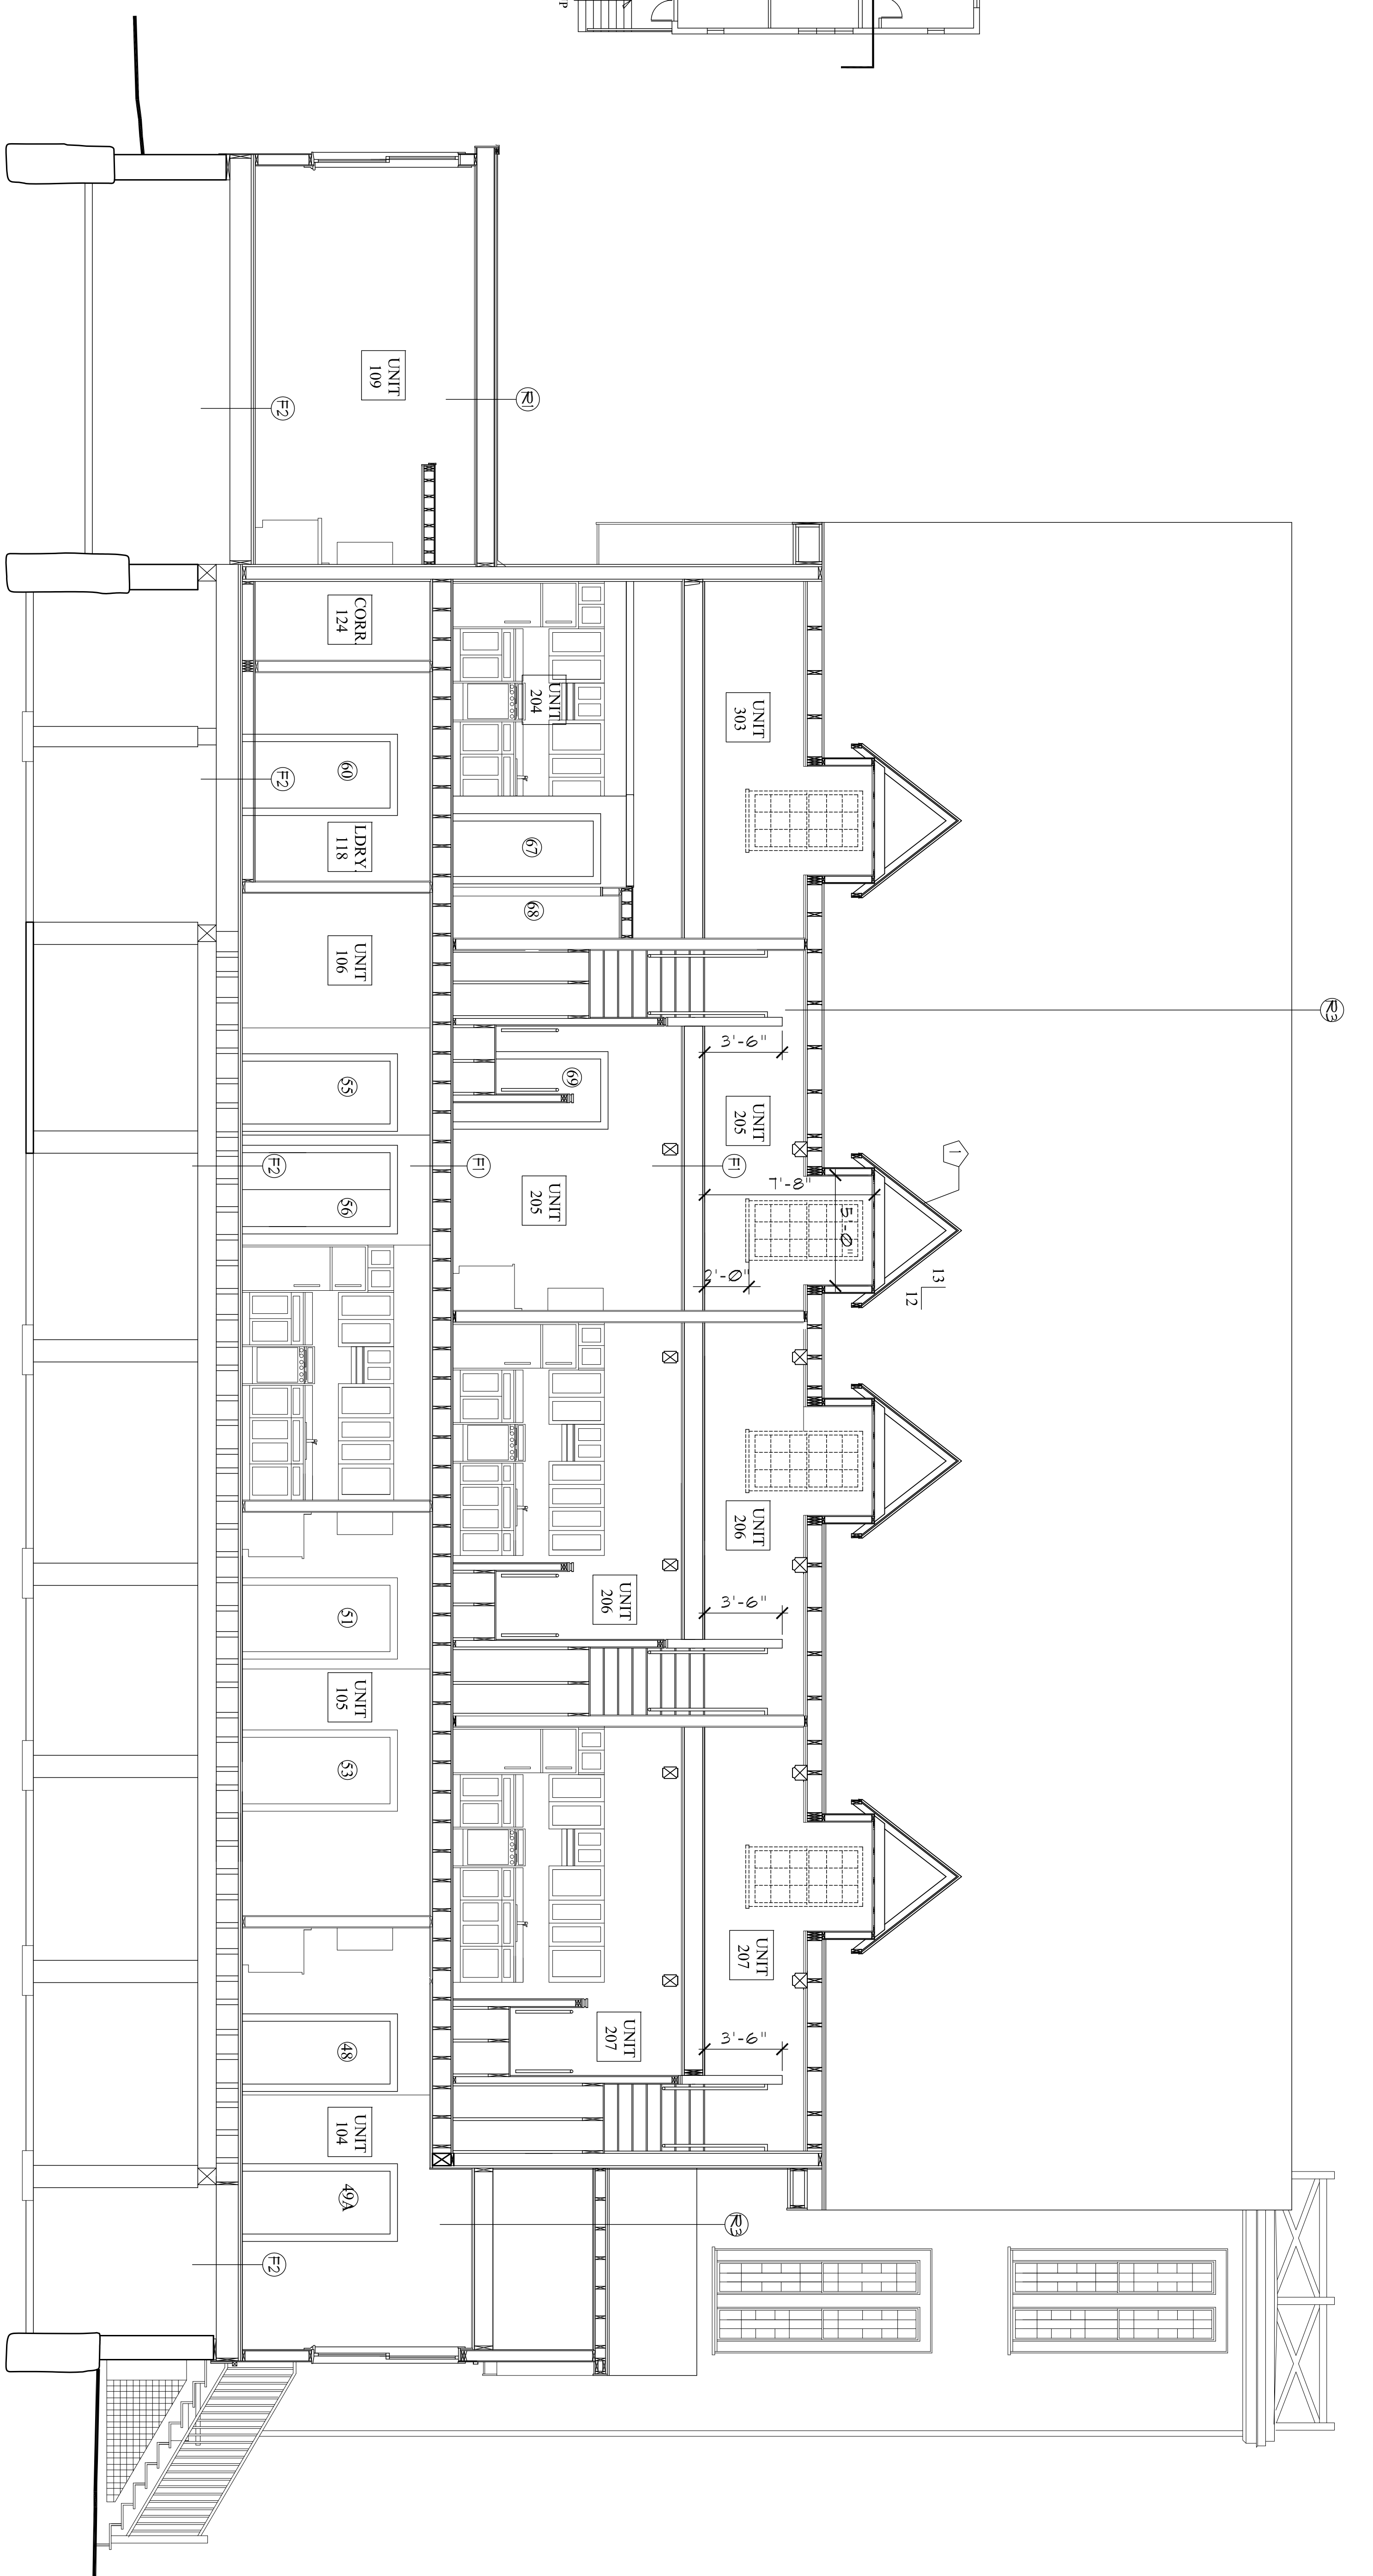 R3
1
13
12
5'-0"
7'-8"
3'-6"
3'-6"
3'-6"
2'-0"
UNIT
303
UNIT
205
UNIT
206
UNIT
207
F1
R3
UNIT
206
UNIT
207
69
UNIT
204
67
68
UNIT
205
R1
F1
UNIT
109
CORR.
124
60
LDRY.
118
UNIT
106
55
56
51
UNIT
105
53
48
UNIT
104
49A
F2
F2
F2
F2
P